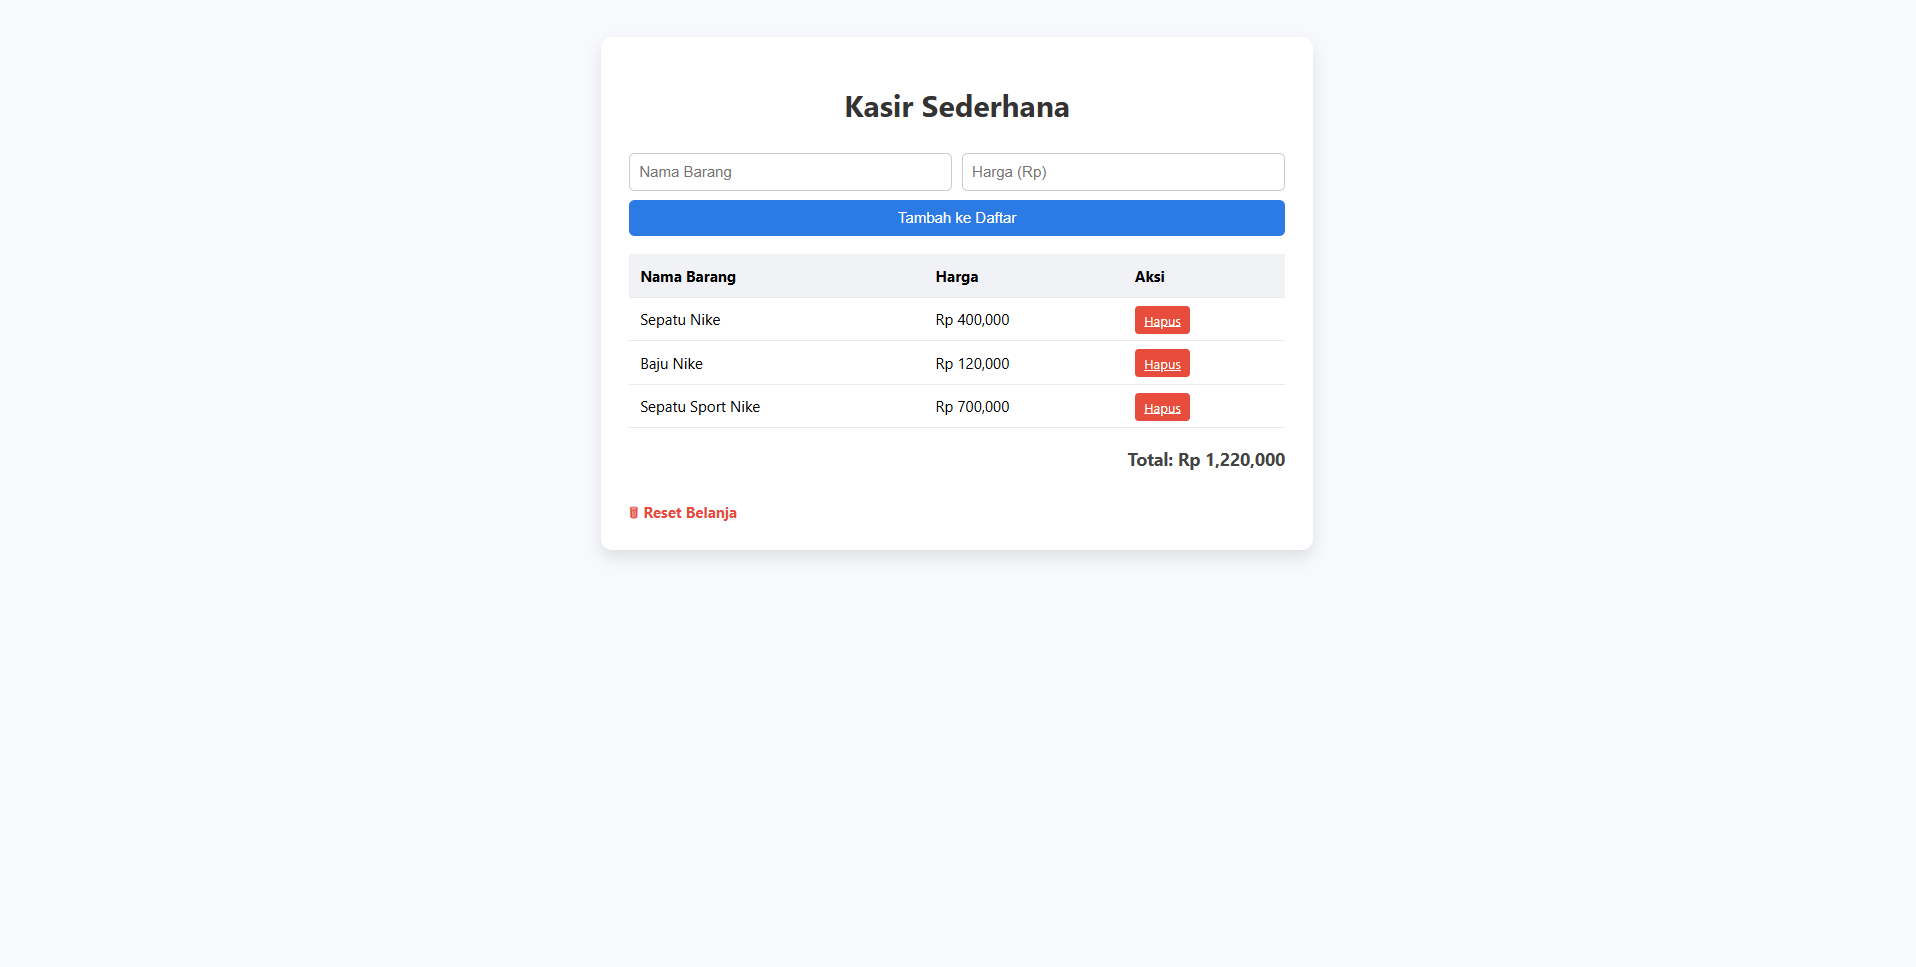 Kasir Sederhana
Nama Barang Harga (Rp)
Tambah ke Daftar
Nama Barang Harga Aksi
Sepatu Nike Rp 400,000 Hapus
Baju Nike Rp 120,000 Hapus
Sepatu Sport Nike Rp 700,000 Hapus
Total: Rp 1,220,000
Reset Belanja